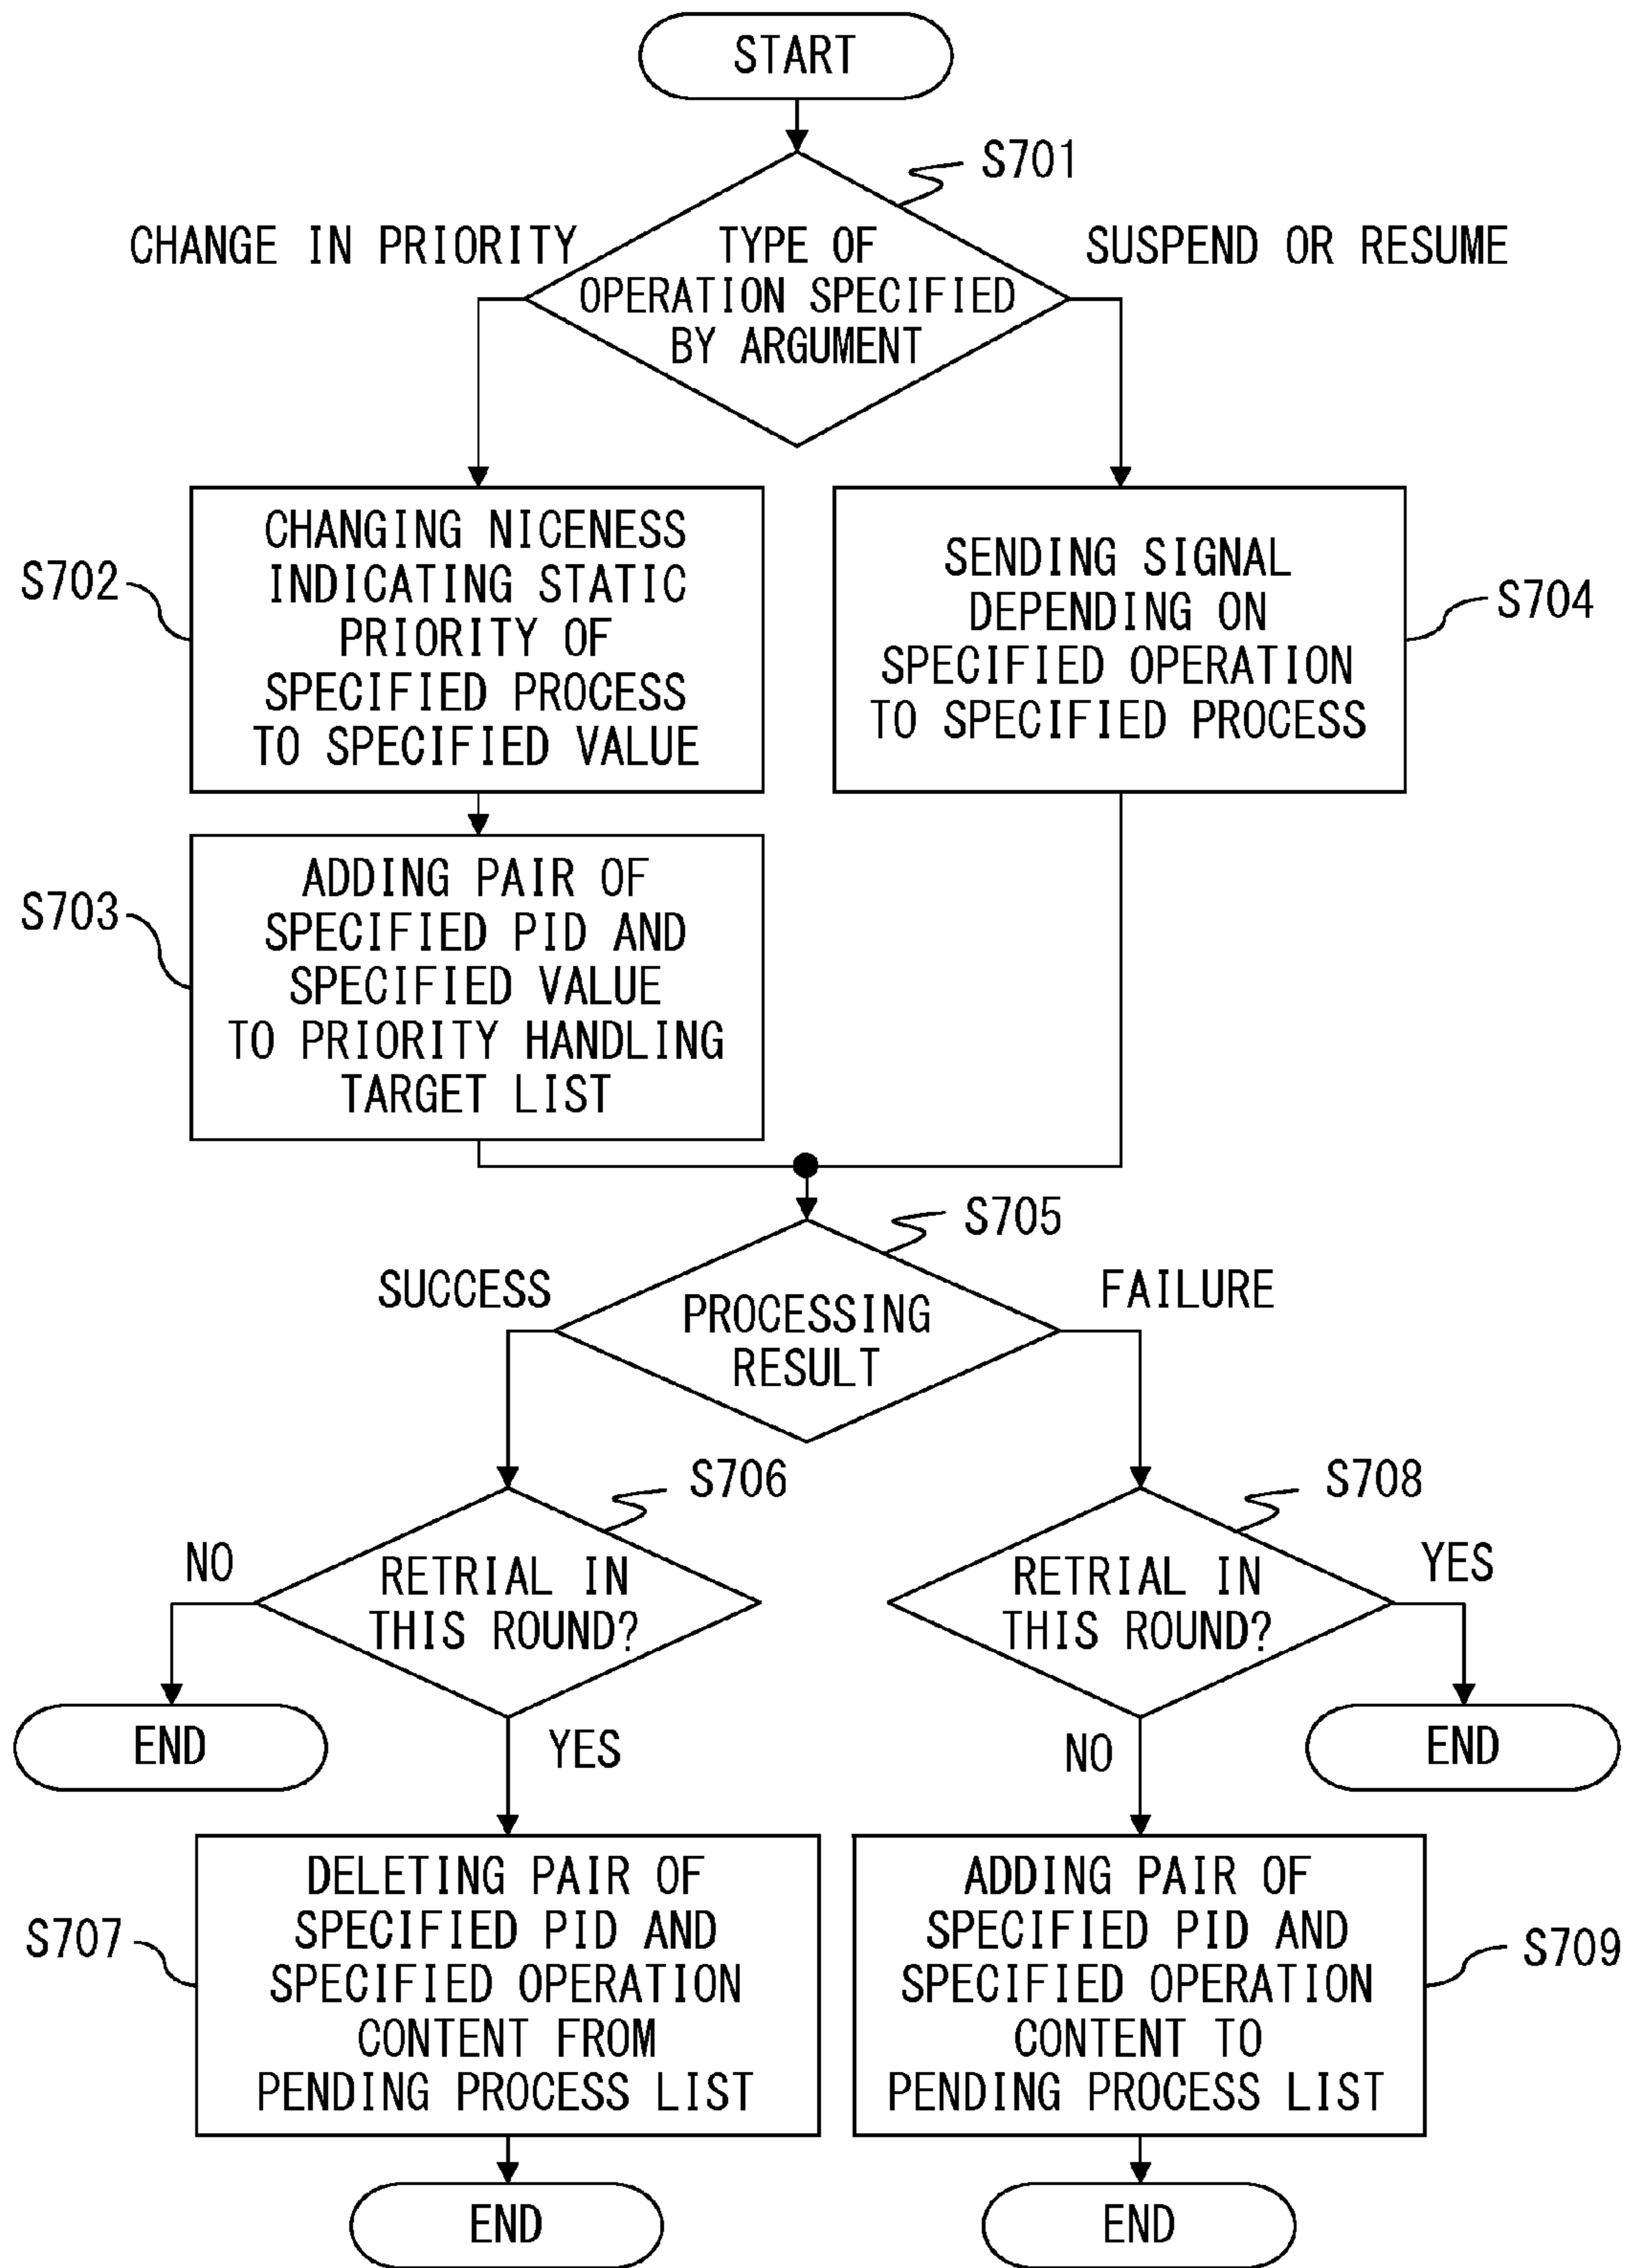 START
S701
CHANGE IN PRIORITY
TYPE OF
OPERATION SPECIFIED
BY ARGUMENT
SUSPEND OR RESUME
S702
CHANGING NICENESS
INDICATING STATIC
PRIORITY OF
SPECIFIED PROCESS
TO SPECIFIED VALUE
SENDING SIGNAL
DEPENDING ON
SPECIFIED OPERATION
TO SPECIFIED PROCESS
S704
S703
ADDING PAIR OF
SPECIFIED PID AND
SPECIFIED VALUE
TO PRIORITY HANDLING
TARGET LIST
S705
SUCCESS
PROCESSING
RESULT
FAILURE
S706
NO
RETRIAL IN
THIS ROUND?
S708
RETRIAL IN
THIS ROUND?
YES
END
YES
NO
END
S707
DELETING PAIR OF
SPECIFIED PID AND
SPECIFIED OPERATION
CONTENT FROM
PENDING PROCESS LIST
ADDING PAIR OF
SPECIFIED PID AND
SPECIFIED OPERATION
CONTENT TO
PENDING PROCESS LIST
S709
END
END